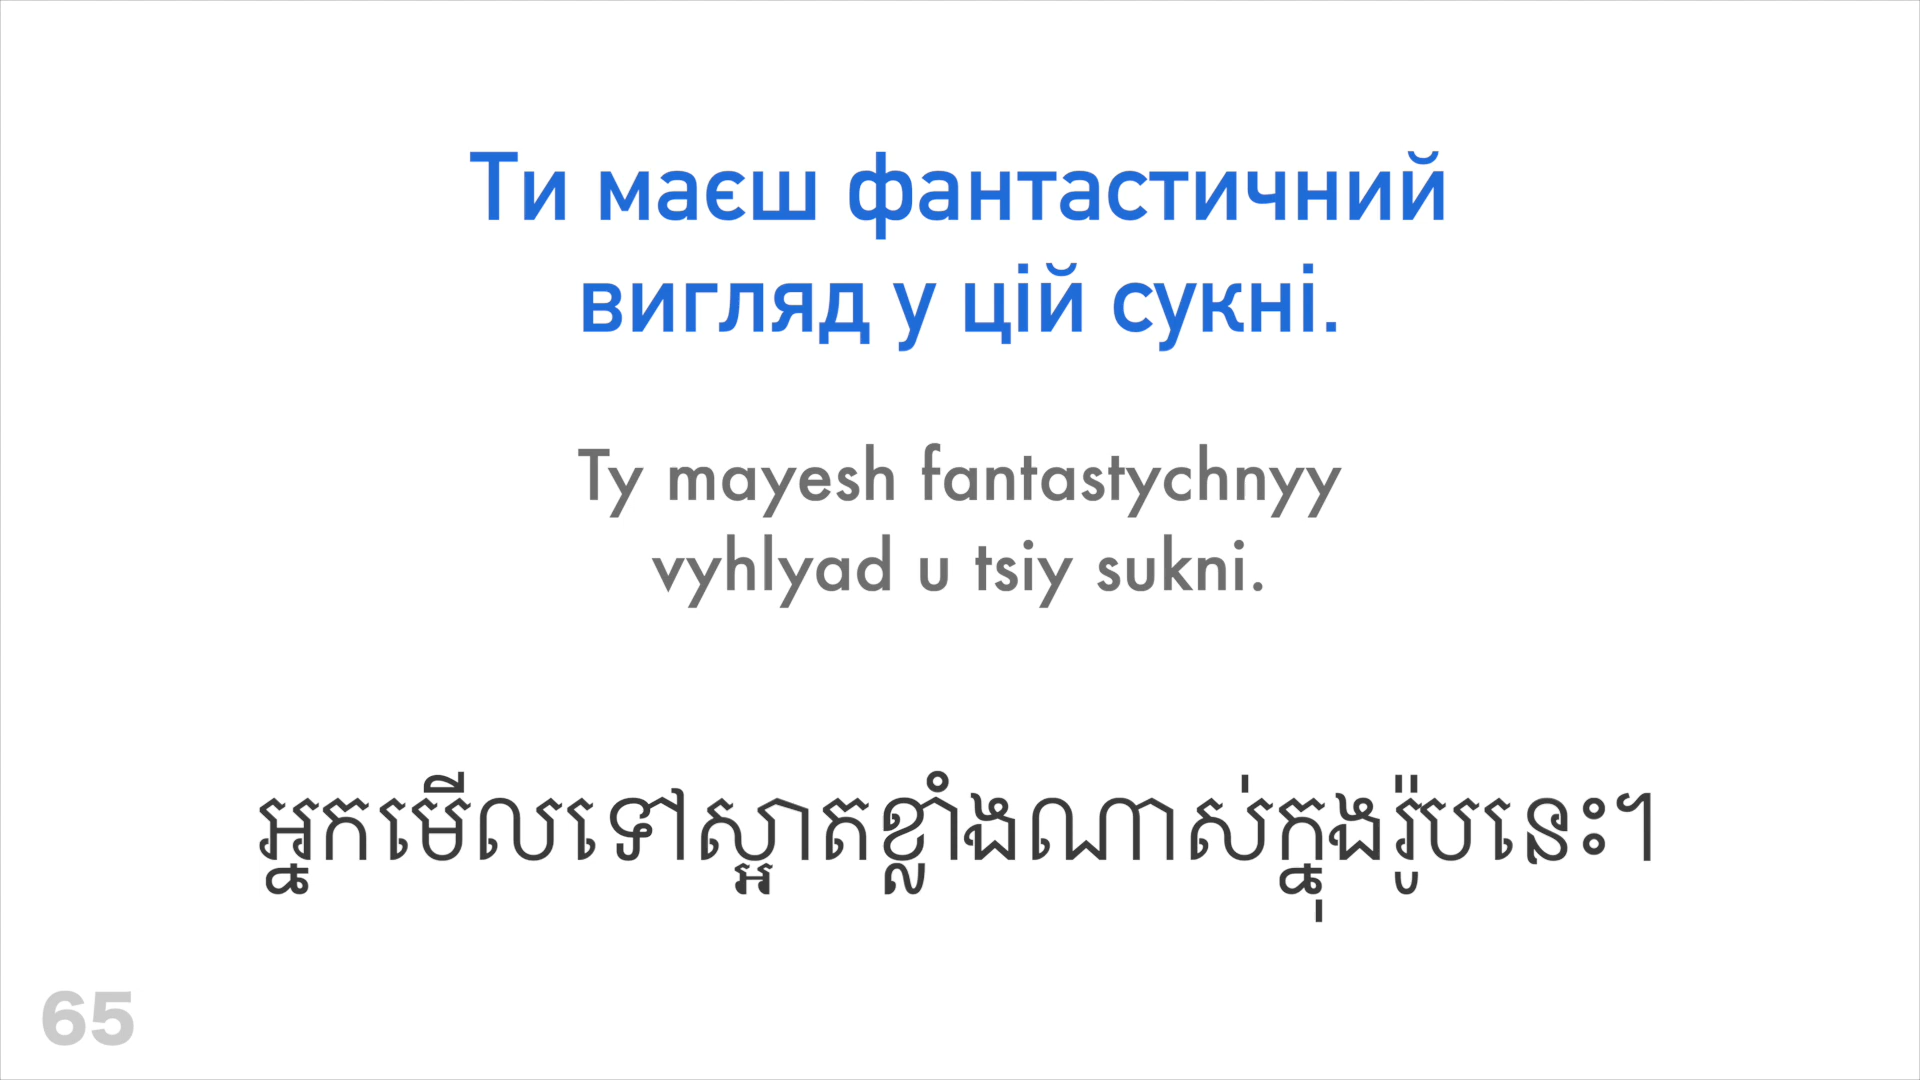 Ти маєш фантастичний
вигляд у цій сукні.
Ty mayesh fantastychnyy
vyhlyad u tsiy sukni.
អ្នកមើលទៅស្អាតខ្លាំងណាស់ក្នុងរ៉ូបនេះ។
65